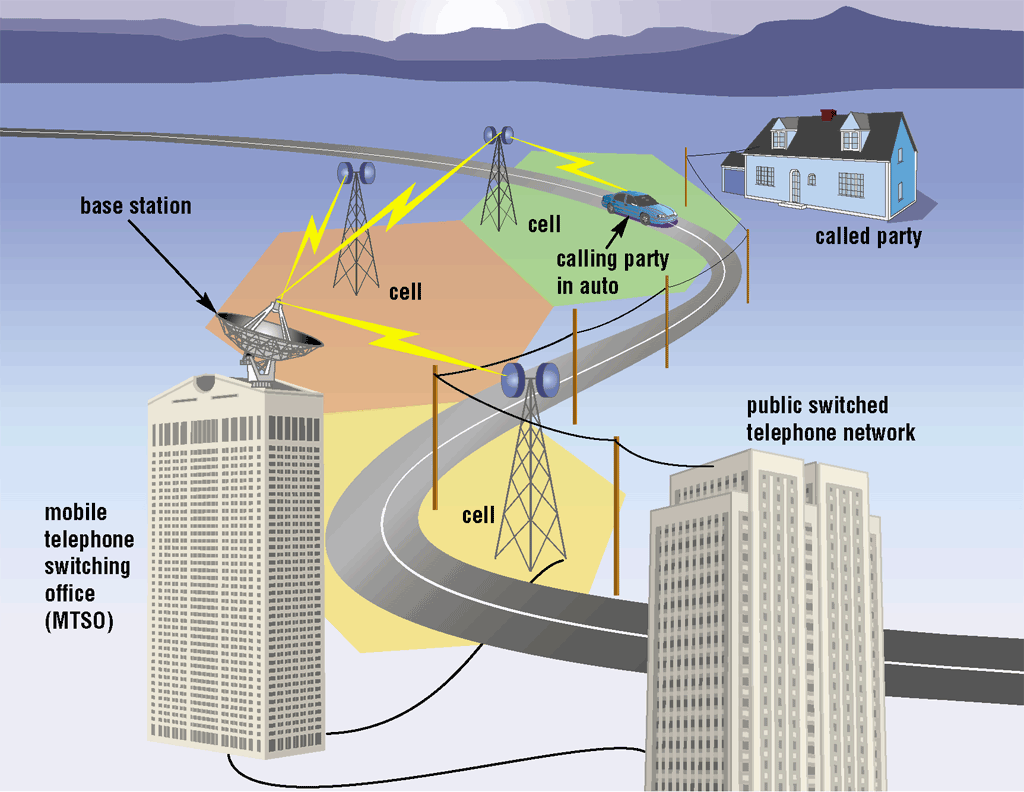 base station
cell
called party
calling party
in auto
cell
public switched
telephone network
mobile
telephone
switching
office
(MTSO)
cell